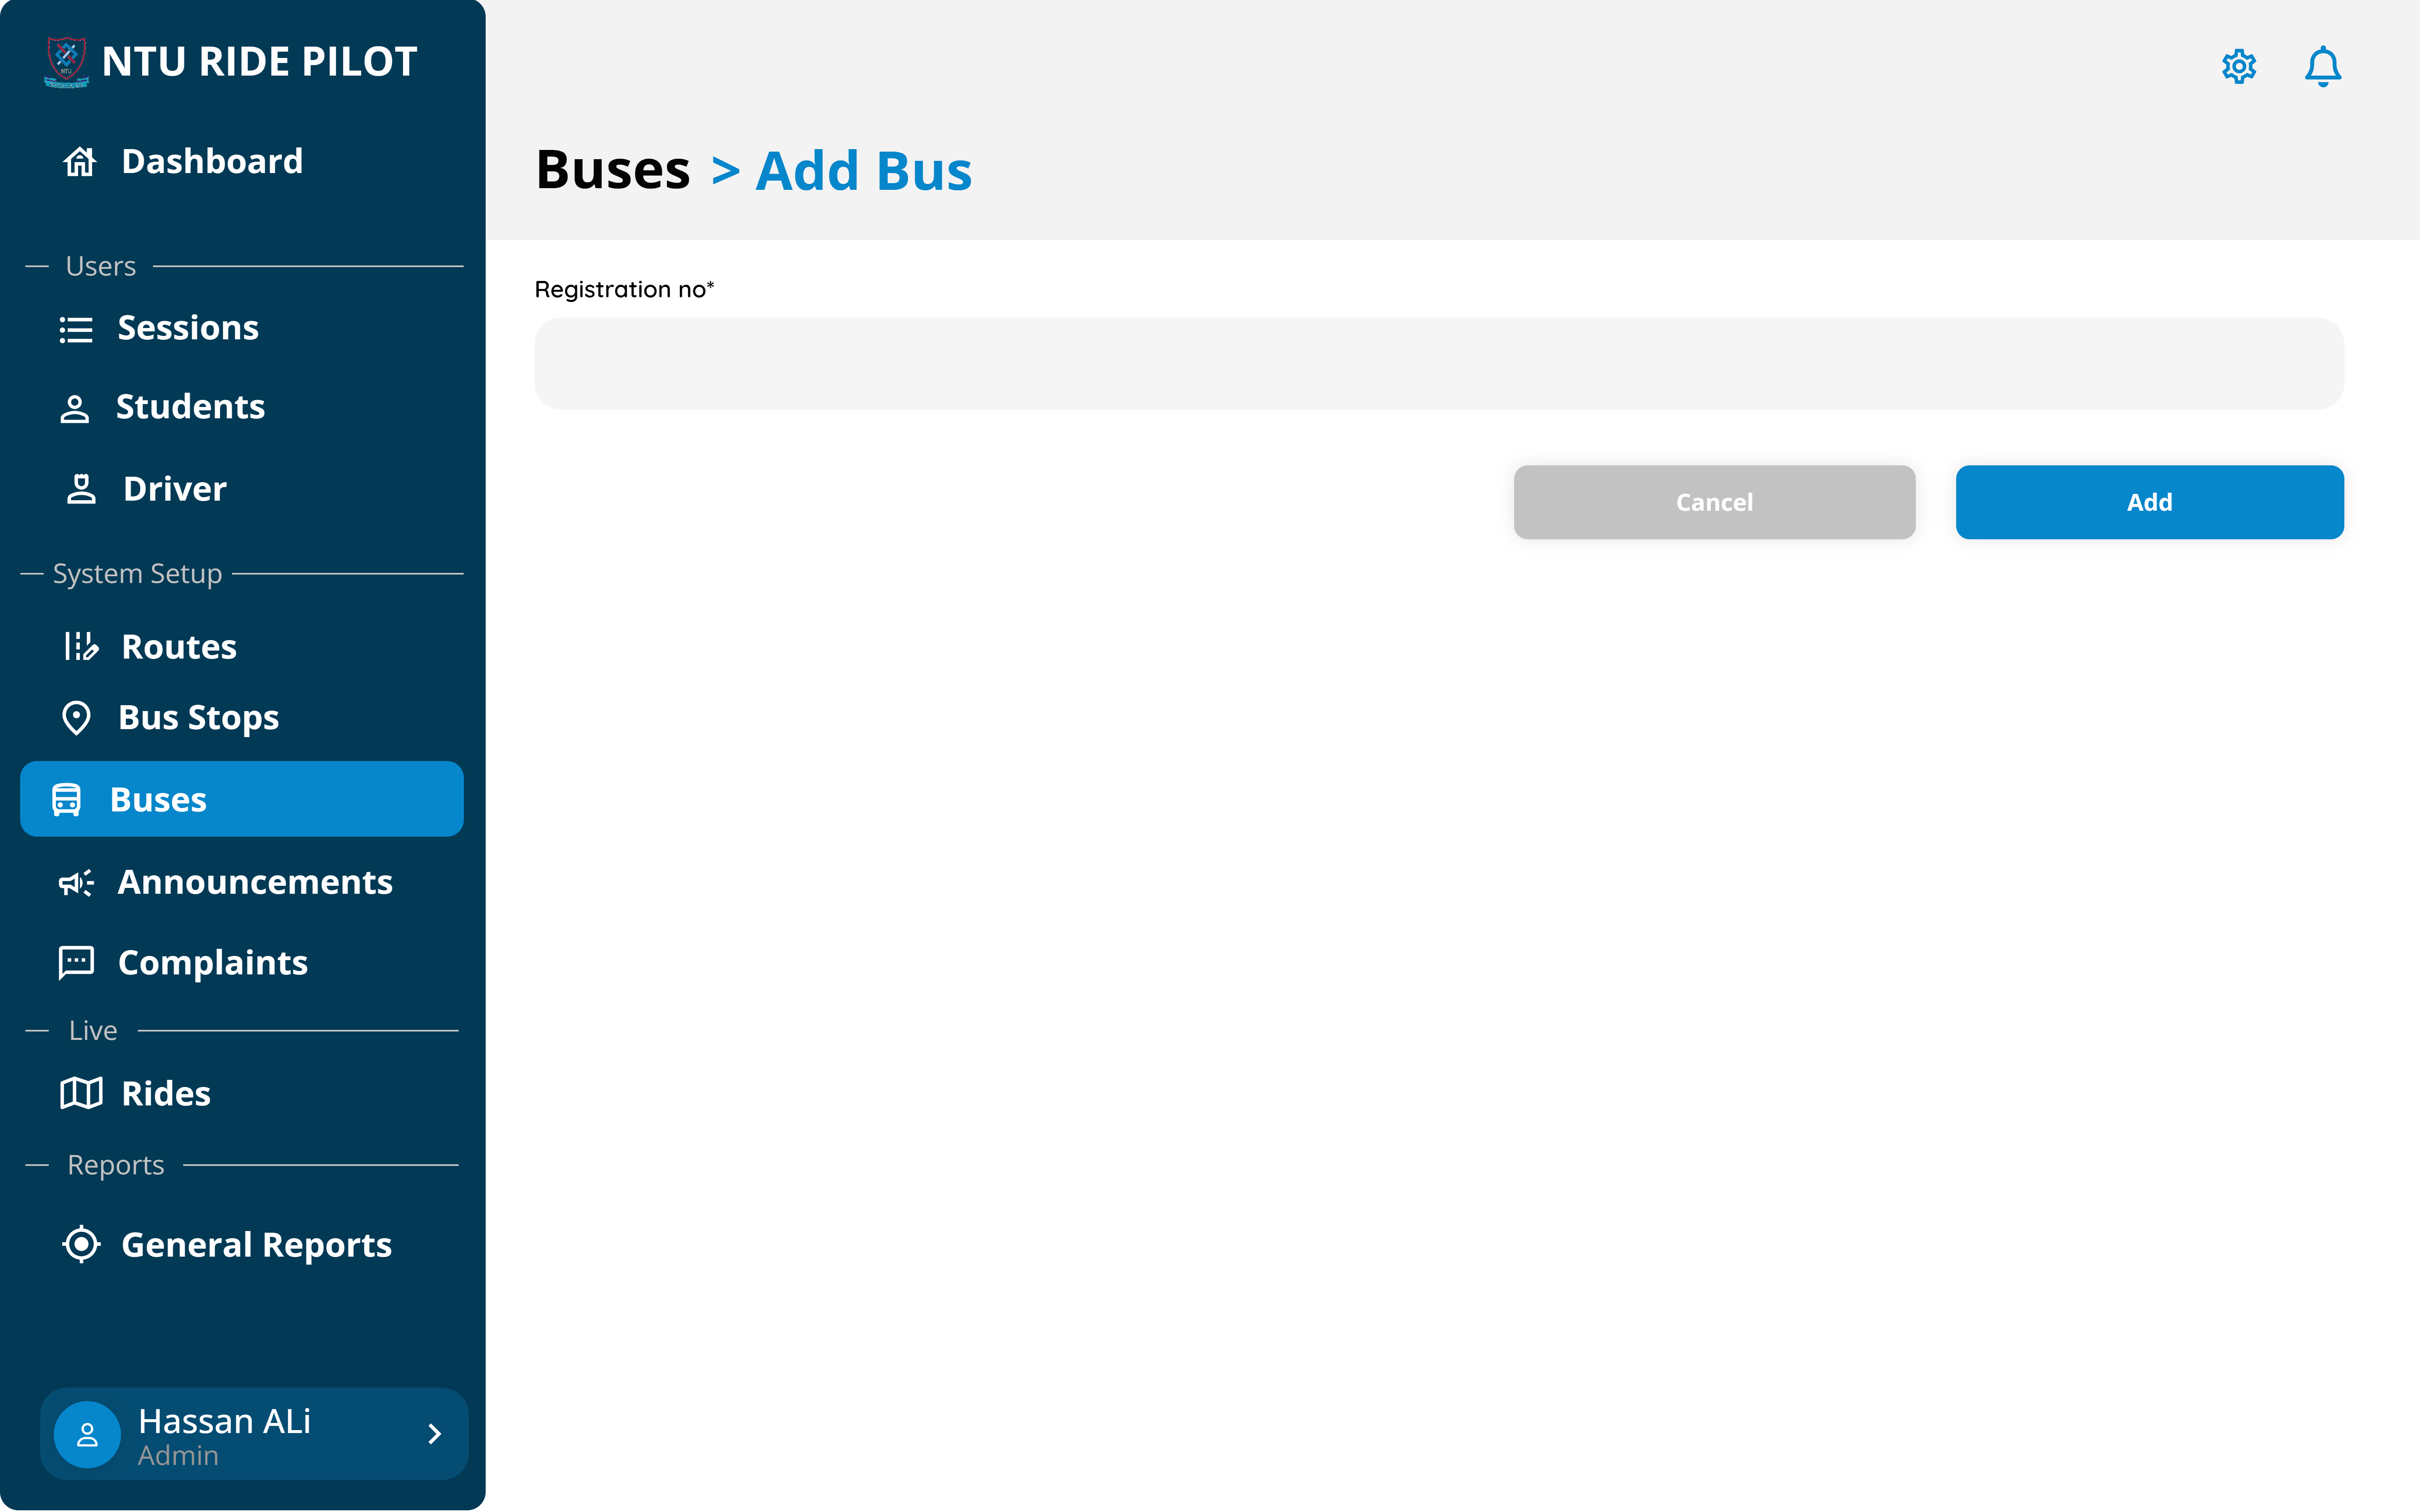 NTU RIDE PILOT
Dashboard
Users
Sessions
Students
Driver
System Setup
Routes
Bus Stops
Buses
Announcements
Complaints
Live
Rides
Reports
General Reports
Hassan ALi
Admin
Buses > Add Bus
Registration no*
Cancel
Add